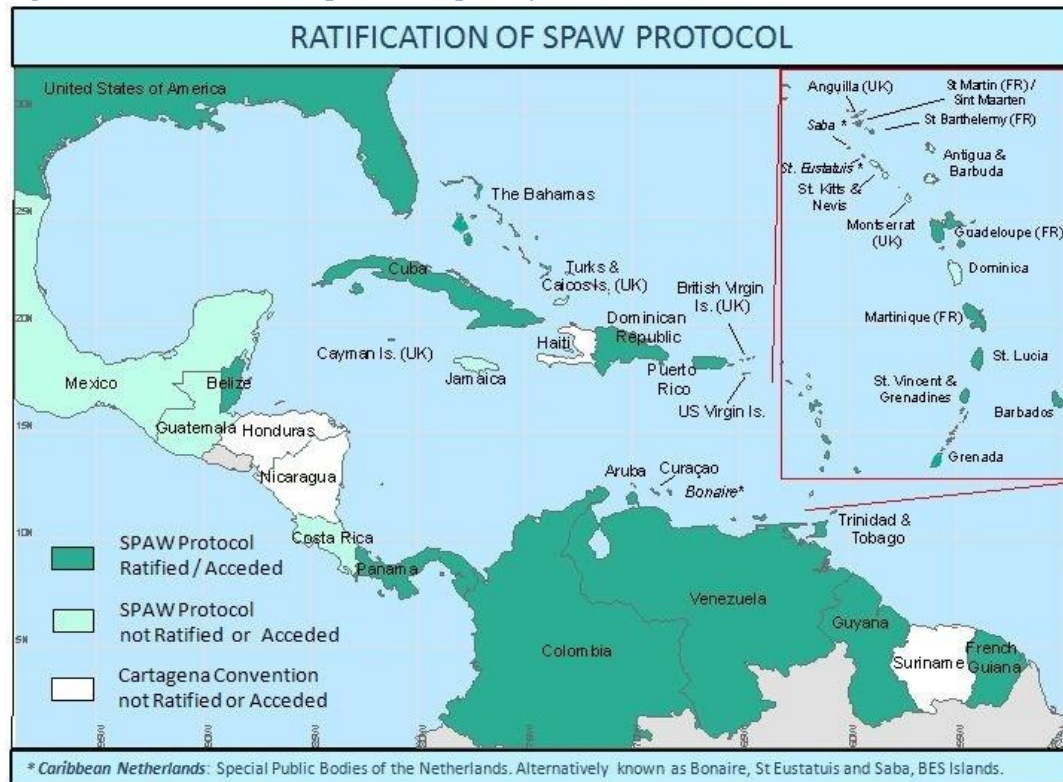 RATIFICATION OF SPAW PROTOCOL
United States of America
The Bahamas
Cuba
Turks &
Caicos Is, (UK)
British Virgin
Is. (UK)
Dominican
Republic
Haiti
Cayman Is. (UK)
Jamaica
Puerto
Rico
US Virgin Is.
Mexico
Belize
Guatemala
Honduras
Nicaragua
Costa Rica
Panama
Aruba
Curaçao
Bonaire*
Trinidad &
Tobago
Venezuela
Colombia
Guyana
Suriname
French
Guiana
Anguilla (UK)
St Martin (FR) /
Sint Maarten
Saba *
St Barthelemy (FR)
St. Eustatuis *
Antigua &
Barbuda
St. Kitts &
Nevis
Montserrat
(UK)
Guadeloupe (FR)
Dominica
Martinique (FR)
St. Lucia
St. Vincent &
Grenadines
Barbados
Grenada
25N
20N
15N
10N
5N
SPAW Protocol
Ratified / Acceded
SPAW Protocol
not Ratified or Acceded
Cartagena Convention
not Ratified or Acceded
* Caribbean Netherlands: Special Public Bodies of the Netherlands. Alternatively known as Bonaire, St Eustatius and Saba, BES Islands.